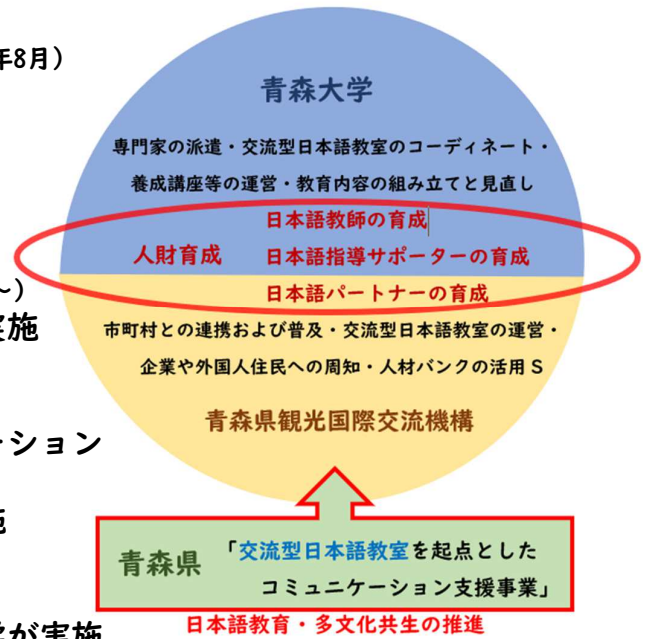 年8月）
青森大学
専門家の派遣・交流型日本語教室のコーディネート・
養成講座等の運営・教育内容の組み立てと見直し
日本語教師の育成
人財育成 日本語指導サポーターの育成
～）
日本語パートナーの育成
実施
市町村との連携および普及・交流型日本語教室の運営・
企業や外国人住民への周知・人材バンクの活用S
青森県観光国際交流機構
ーション
施
青森県 「交流型日本語教室を起点とした
コミュニケーション支援事業」
日本語教育・多文化共生の推進
学が実施